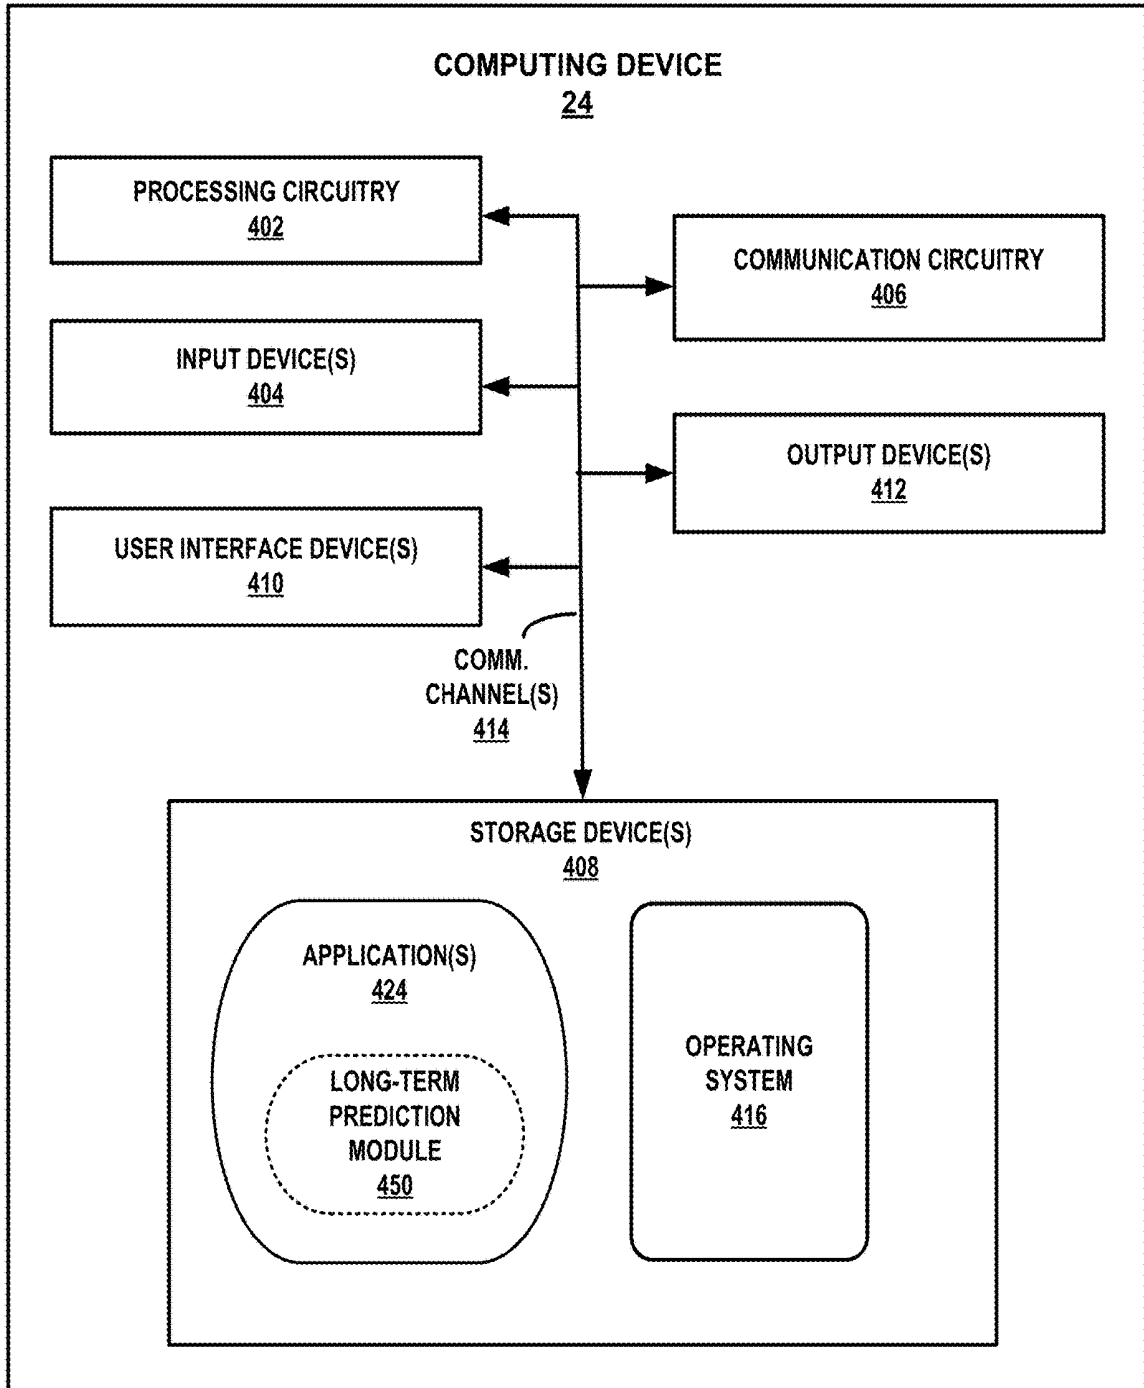 COMPUTING DEVICE
24
PROCESSING CIRCUITRY
402
COMMUNICATION CIRCUITRY
406
INPUT DEVICE(S)
404
OUTPUT DEVICE(S)
412
USER INTERFACE DEVICE(S)
410
COMM.
CHANNEL(S)
414
STORAGE DEVICE(S)
408
APPLICATION(S)
424
LONG-TERM
PREDICTION
MODULE
450
OPERATING
SYSTEM
416